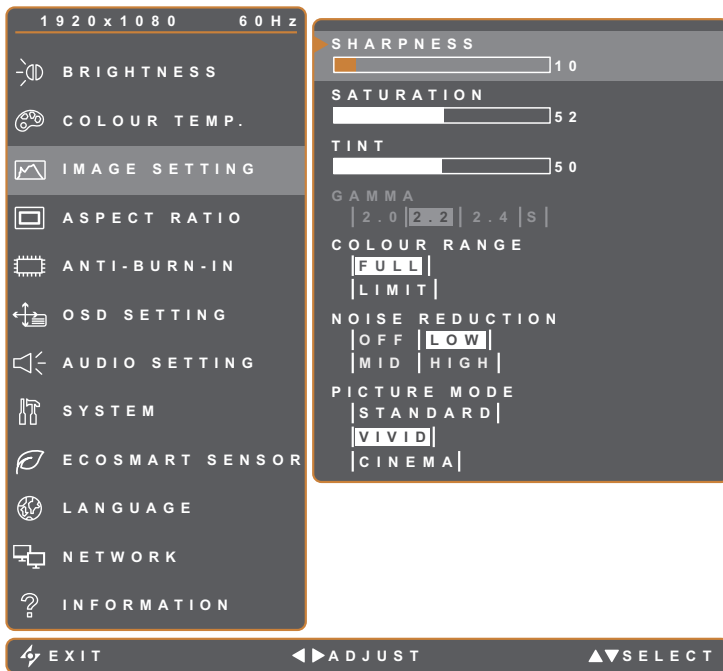 1920x1080 60Hz
BRIGHTNESS
COLOUR TEMP.
IMAGE SETTING
ASPECT RATIO
ANTI-BURN-IN
OSD SETTING
AUDIO SETTING
SYSTEM
ECOSMART SENSOR
LANGUAGE
NETWORK
INFORMATION
SHARPNESS
10
SATURATION
52
TINT
50
GAMMA
2.0 2.2 2.4 S
COLOUR RANGE
FULL
LIMIT
NOISE REDUCTION
OFF LOW
MID HIGH
PICTURE MODE
STANDARD
VIVID
CINEMA
EXIT ADJUST SELECT